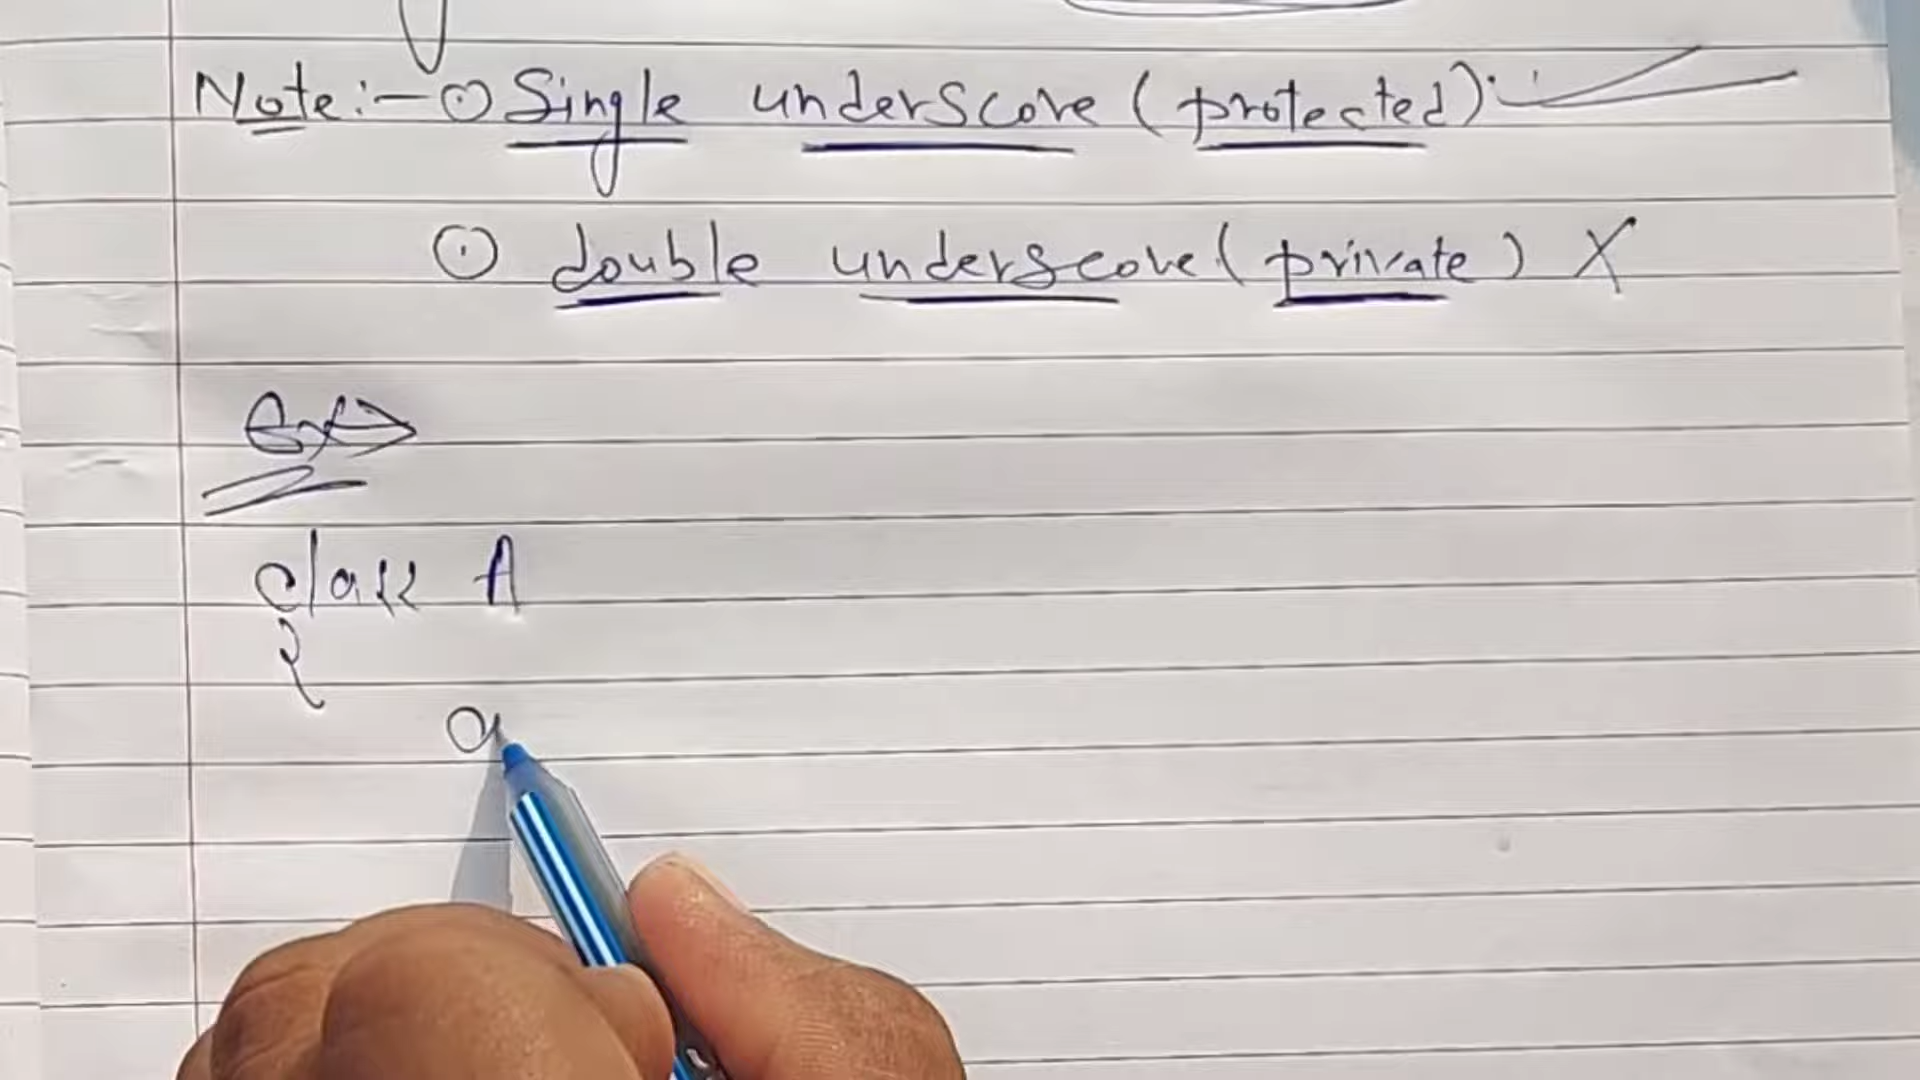 Note:- ⊙ Single underscore (protected):
⊙ double underscore (private) X
Ex→
class A
{
a